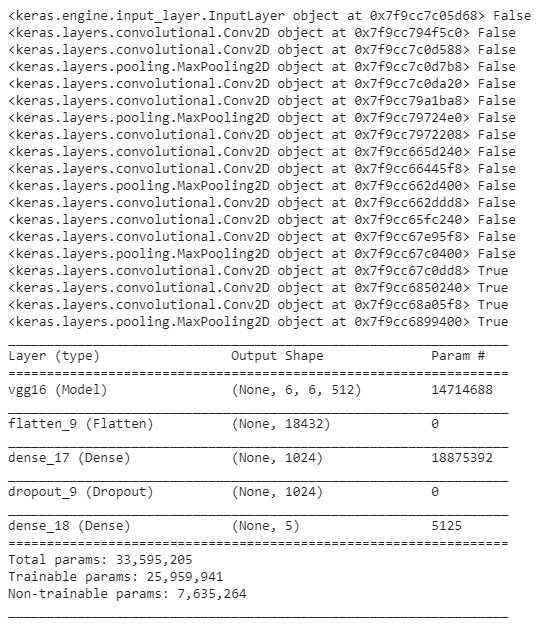 <keras.engine.input_layer.InputLayer object at 0x7f9cc7c05d68> False
<keras.layers.convolutional.Conv2D object at 0x7f9cc794f5c0> False
<keras.layers.convolutional.Conv2D object at 0x7f9cc7c0d588> False
<keras.layers.pooling.MaxPooling2D object at 0x7f9cc7c0d7b8> False
<keras.layers.convolutional.Conv2D object at 0x7f9cc7c0da20> False
<keras.layers.convolutional.Conv2D object at 0x7f9cc79a1ba8> False
<keras.layers.pooling.MaxPooling2D object at 0x7f9cc79724e0> False
<keras.layers.convolutional.Conv2D object at 0x7f9cc7972208> False
<keras.layers.convolutional.Conv2D object at 0x7f9cc665d240> False
<keras.layers.convolutional.Conv2D object at 0x7f9cc66445f8> False
<keras.layers.pooling.MaxPooling2D object at 0x7f9cc662d400> False
<keras.layers.convolutional.Conv2D object at 0x7f9cc662ddd8> False
<keras.layers.convolutional.Conv2D object at 0x7f9cc65fc240> False
<keras.layers.convolutional.Conv2D object at 0x7f9cc67e95f8> False
<keras.layers.pooling.MaxPooling2D object at 0x7f9cc67c0400> False
<keras.layers.convolutional.Conv2D object at 0x7f9cc67c0dd8> True
<keras.layers.convolutional.Conv2D object at 0x7f9cc6850240> True
<keras.layers.convolutional.Conv2D object at 0x7f9cc68a05f8> True
<keras.layers.pooling.MaxPooling2D object at 0x7f9cc6899400> True
Layer (type) Output Shape Param #
vgg16 (Model) (None, 6, 6, 512) 14714688
flatten_9 (Flatten) (None, 18432) 0
dense_17 (Dense) (None, 1024) 18875392
dropout_9 (Dropout) (None, 1024) 0
dense_18 (Dense) (None, 5) 5125
Total params: 33,595,205
Trainable params: 25,959,941
Non-trainable params: 7,635,264